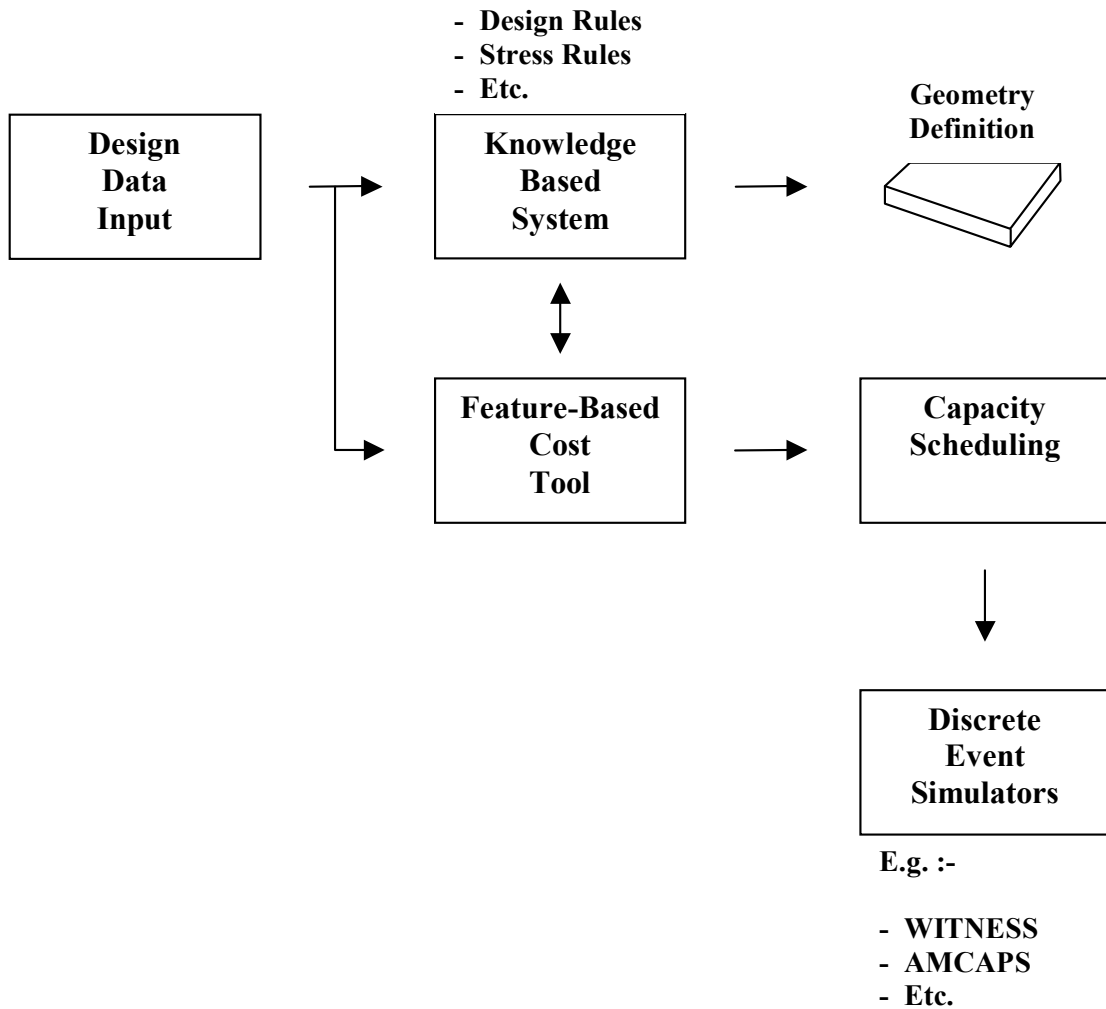 - Design Rules
- Stress Rules
- Etc.
Geometry
Definition
Design
Data
Input
Knowledge
Based
System
Feature-Based
Cost
Tool
Capacity
Scheduling
Discrete
Event
Simulators
E.g. :-
- WITNESS
- AMCAPS
- Etc.